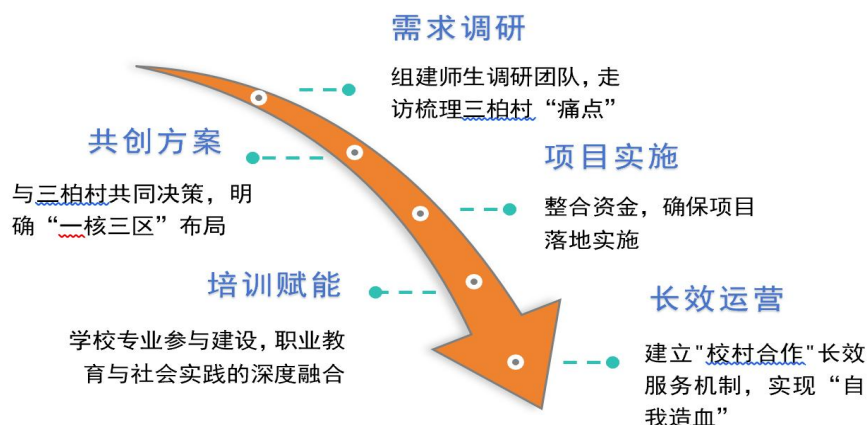 需求调研
组建师生调研团队，走
访梳理三柏村“痛点”
共创方案
与三柏村共同决策，明
确“一核三区”布局
项目实施
整合资金，确保项目
落地实施
培训赋能
学校专业参与建设，职业教
育与社会实践的深度融合
长效运营
建立"校村合作"长效
服务机制，实现“自
我造血”